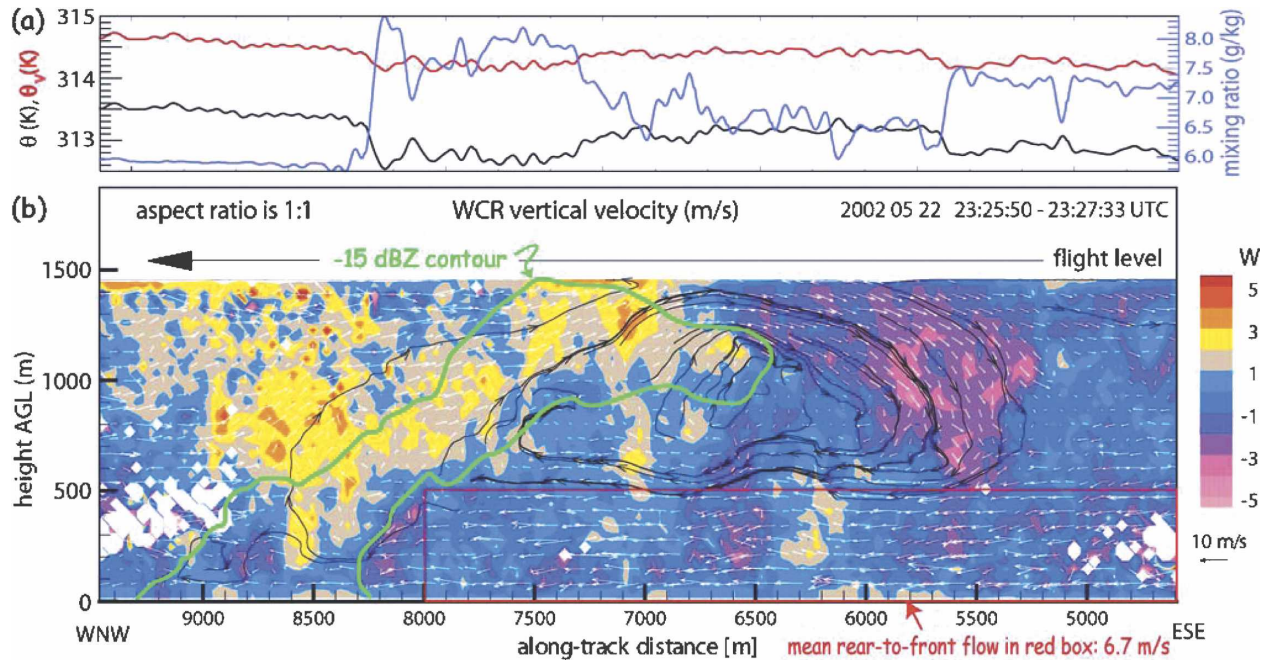 (a)
315
314
313
θ (K), θv(K)
8.0
7.5
7.0
6.5
6.0
mixing ratio (g/kg)
(b)
aspect ratio is 1:1 WCR vertical velocity (m/s) 2002 05 22 23:25:50 - 23:27:33 UTC
-15 dBZ contour flight level
1500
1000
500
0
height AGL (m)
W
5
3
1
-1
-3
-5
10 m/s
9000 8500 8000 7500 7000 6500 6000 5500 5000
WNW along-track distance [m] ESE
mean rear-to-front flow in red box: 6.7 m/s